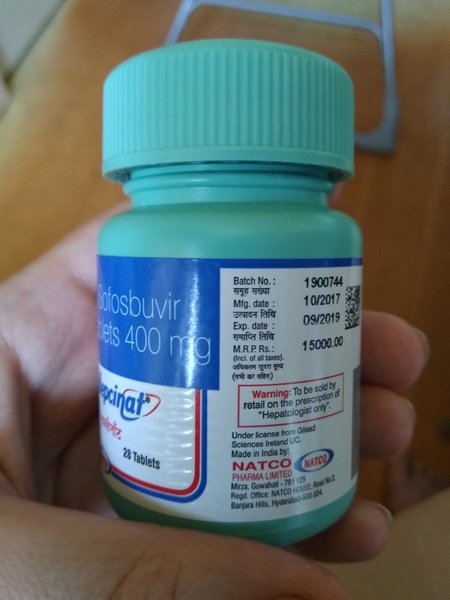 Sofosbuvir
400 mg
28 Tablets
Batch No. : 1900744
समूह संख्या
Mfg. date : 10/2017
उत्पादन तिथि
Exp. date : 09/2019
समाप्ति तिथि
M.R.P. Rs.: 15000.00
(Incl. of all taxes).
अधिकतम खुदरा मूल्य
(सभी कर सहित)
Warning: To be sold by
retail on the prescription of
"Hepatologist only".
Under license from Gilead
Sciences Ireland UC.
Made in India by:
NATCO
PHARMA LIMITED
NATCO
Mirza, Guwahati - 781 125
Regd. Office: NATCO HOUSE, Road No.2,
Banjara Hills, Hyderabad-500 034.